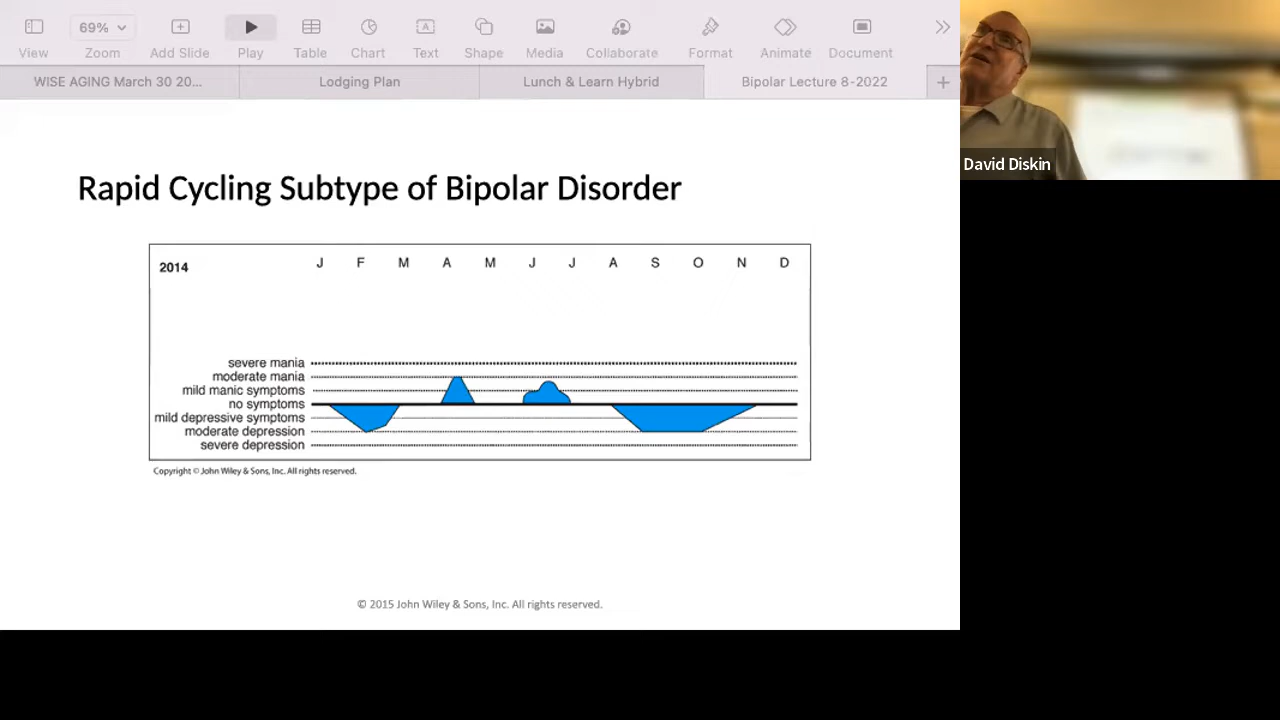 69%
View Zoom Add Slide Play Table Chart Text Shape Media Collaborate Format Animate Document
WISE AGING March 30 20... Lodging Plan Lunch & Learn Hybrid Bipolar Lecture 8-2022
David Diskin
Rapid Cycling Subtype of Bipolar Disorder
2014 J F M A M J J A S O N D
severe mania
moderate mania
mild manic symptoms
no symptoms
mild depressive symptoms
moderate depression
severe depression
Copyright © John Wiley & Sons, Inc. All rights reserved.
© 2015 John Wiley & Sons, Inc. All rights reserved.